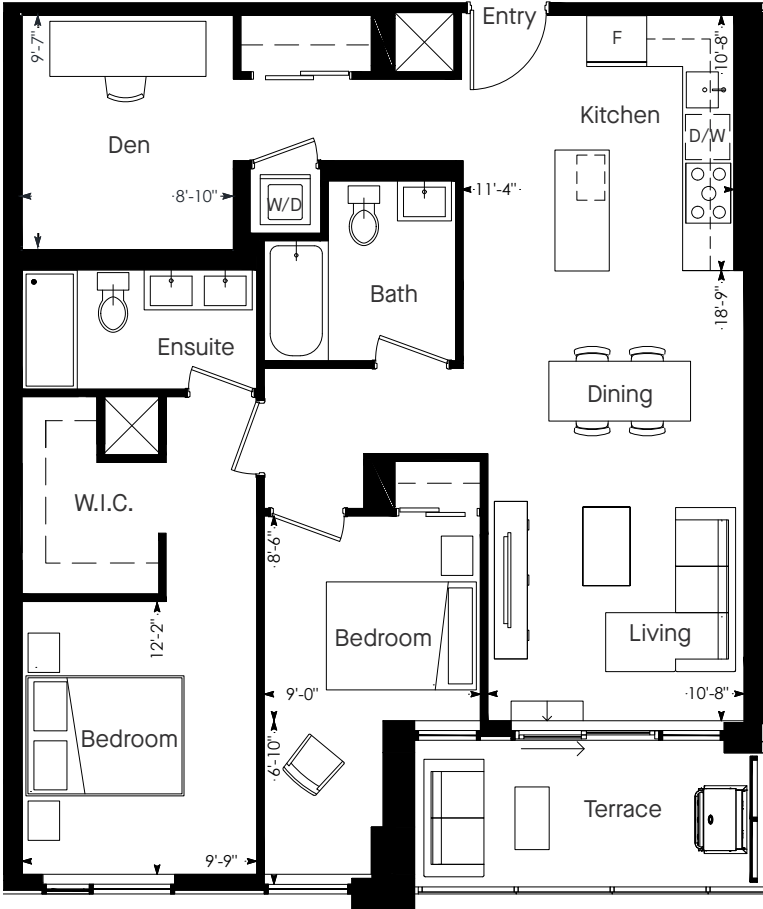 Entry
9'-7"
F
10'-8"
Kitchen
Den
D/W
8'-10"
W/D
11'-4"
Bath
18'-9"
Ensuite
Dining
W.I.C.
8'-6"
12'-2"
Bedroom
Living
9'-0"
10'-8"
Bedroom
6'-10"
Terrace
9'-9"